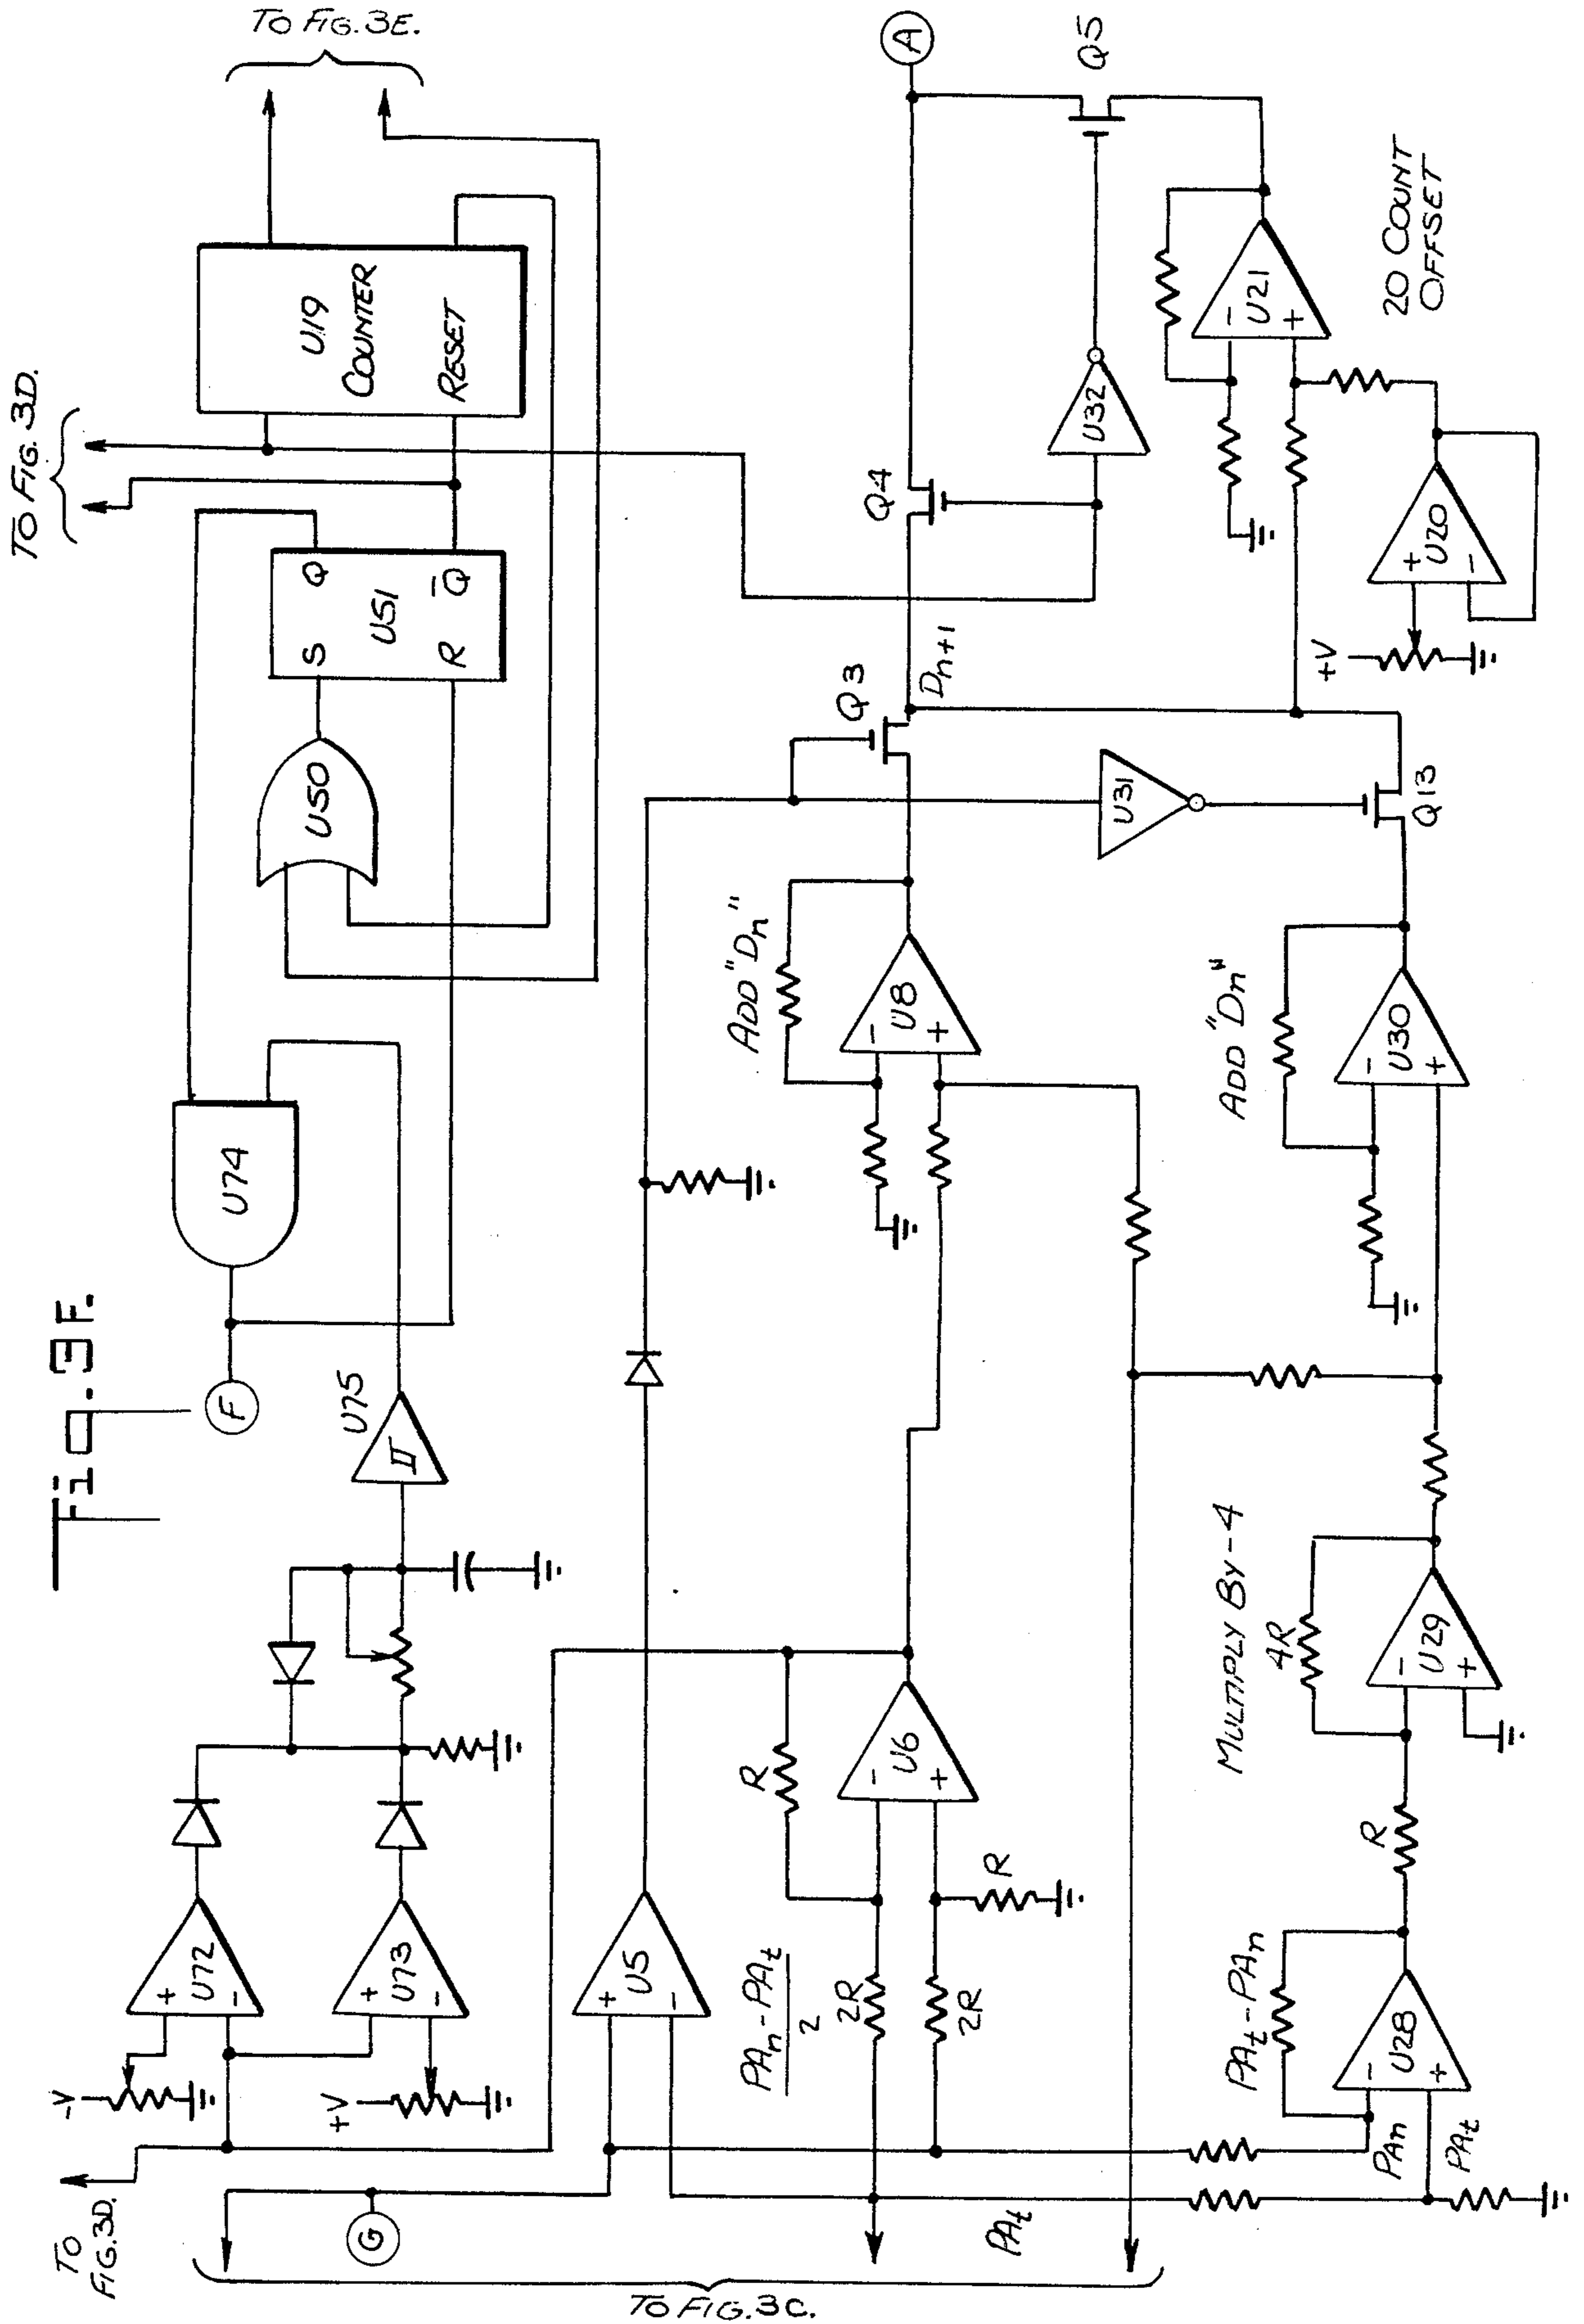 Fig. 3F.
TO FIG. 3E.
TO FIG. 3D.
U19
COUNTER
RESET
S Q
U51
R Q̅
U50
U74
F
U75
U72
+
-
U73
+
-
-V
+V
TO
FIG. 3D.
G
TO FIG. 3C.
A
Q5
Q4
U32
U21
-
+
20 COUNT
OFFSET
U20
+
-
+V
Q3
Dn+1
U31
Q13
ADD "Dn"
U8
-
+
ADD "Dn"
U30
-
+
U5
+
-
R
U6
-
+
R
2R
2R
PAn-PAt
2
MULTIPLY BY-4
4R
U29
-
+
R
PAt-PAn
U28
-
+
PAn
PAt
PAt